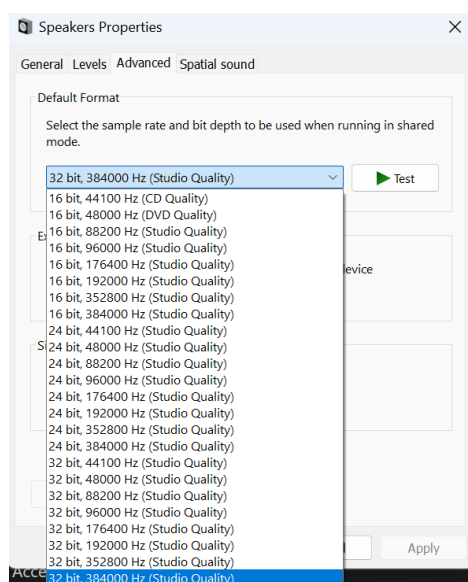 Speakers Properties
General Levels Advanced Spatial sound
Default Format
Select the sample rate and bit depth to be used when running in shared
mode.
32 bit, 384000 Hz (Studio Quality)
Test
16 bit, 44100 Hz (CD Quality)
16 bit, 48000 Hz (DVD Quality)
16 bit, 88200 Hz (Studio Quality)
16 bit, 96000 Hz (Studio Quality)
16 bit, 176400 Hz (Studio Quality)
16 bit, 192000 Hz (Studio Quality)
16 bit, 352800 Hz (Studio Quality)
16 bit, 384000 Hz (Studio Quality)
24 bit, 44100 Hz (Studio Quality)
24 bit, 48000 Hz (Studio Quality)
24 bit, 88200 Hz (Studio Quality)
24 bit, 96000 Hz (Studio Quality)
24 bit, 176400 Hz (Studio Quality)
24 bit, 192000 Hz (Studio Quality)
24 bit, 352800 Hz (Studio Quality)
24 bit, 384000 Hz (Studio Quality)
32 bit, 44100 Hz (Studio Quality)
32 bit, 48000 Hz (Studio Quality)
32 bit, 88200 Hz (Studio Quality)
32 bit, 96000 Hz (Studio Quality)
32 bit, 176400 Hz (Studio Quality)
32 bit, 192000 Hz (Studio Quality)
32 bit, 352800 Hz (Studio Quality)
32 bit, 384000 Hz (Studio Quality)
Apply